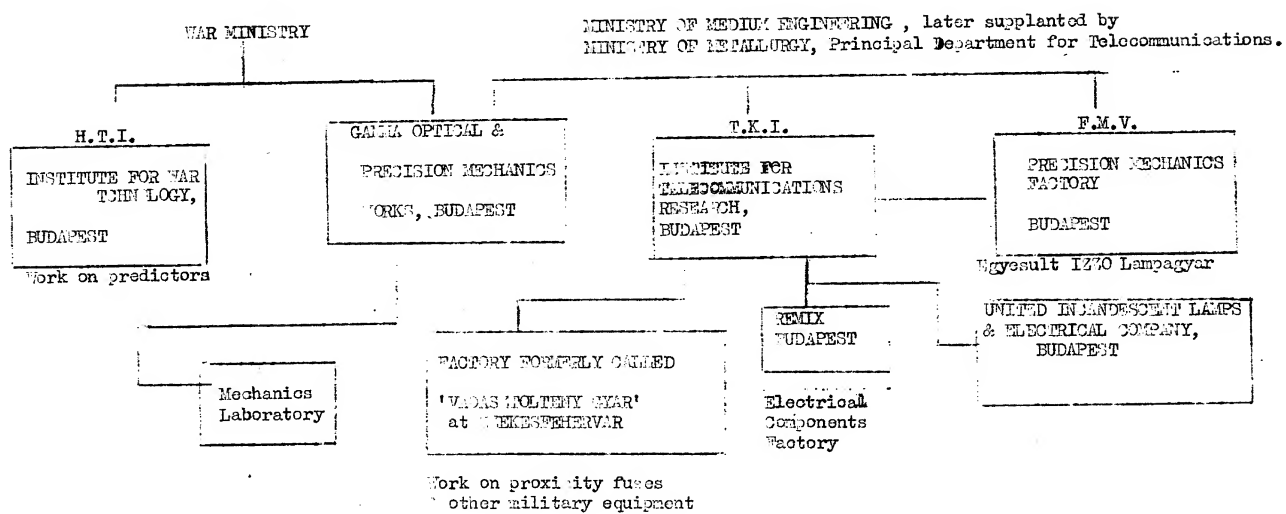 WAR MINISTRY
MINISTRY OF MEDIUM ENGINEERING, later supplanted by
MINISTRY OF METALLURGY, Principal Department for Telecommunications.
H.T.I.
INSTITUTE FOR WAR
TECHNOLOGY,
BUDAPEST
Work on predictors
GAMMA OPTICAL &
PRECISION MECHANICS
WORKS, BUDAPEST
T.K.I.
INSTITUTE FOR
TELECOMMUNICATIONS
RESEARCH,
BUDAPEST
F.M.V.
PRECISION MECHANICS
FACTORY
BUDAPEST
Egyesult IZZO Lampagyar
UNITED INCANDESCENT LAMPS
& ELECTRICAL COMPANY,
BUDAPEST
REMIX
BUDAPEST
Electrical
Components
Factory
Mechanics
Laboratory
FACTORY FORMERLY CALLED
'VADAS GYAR'
at SZEKESFEHERVAR
Work on proximity fuses
other military equipment